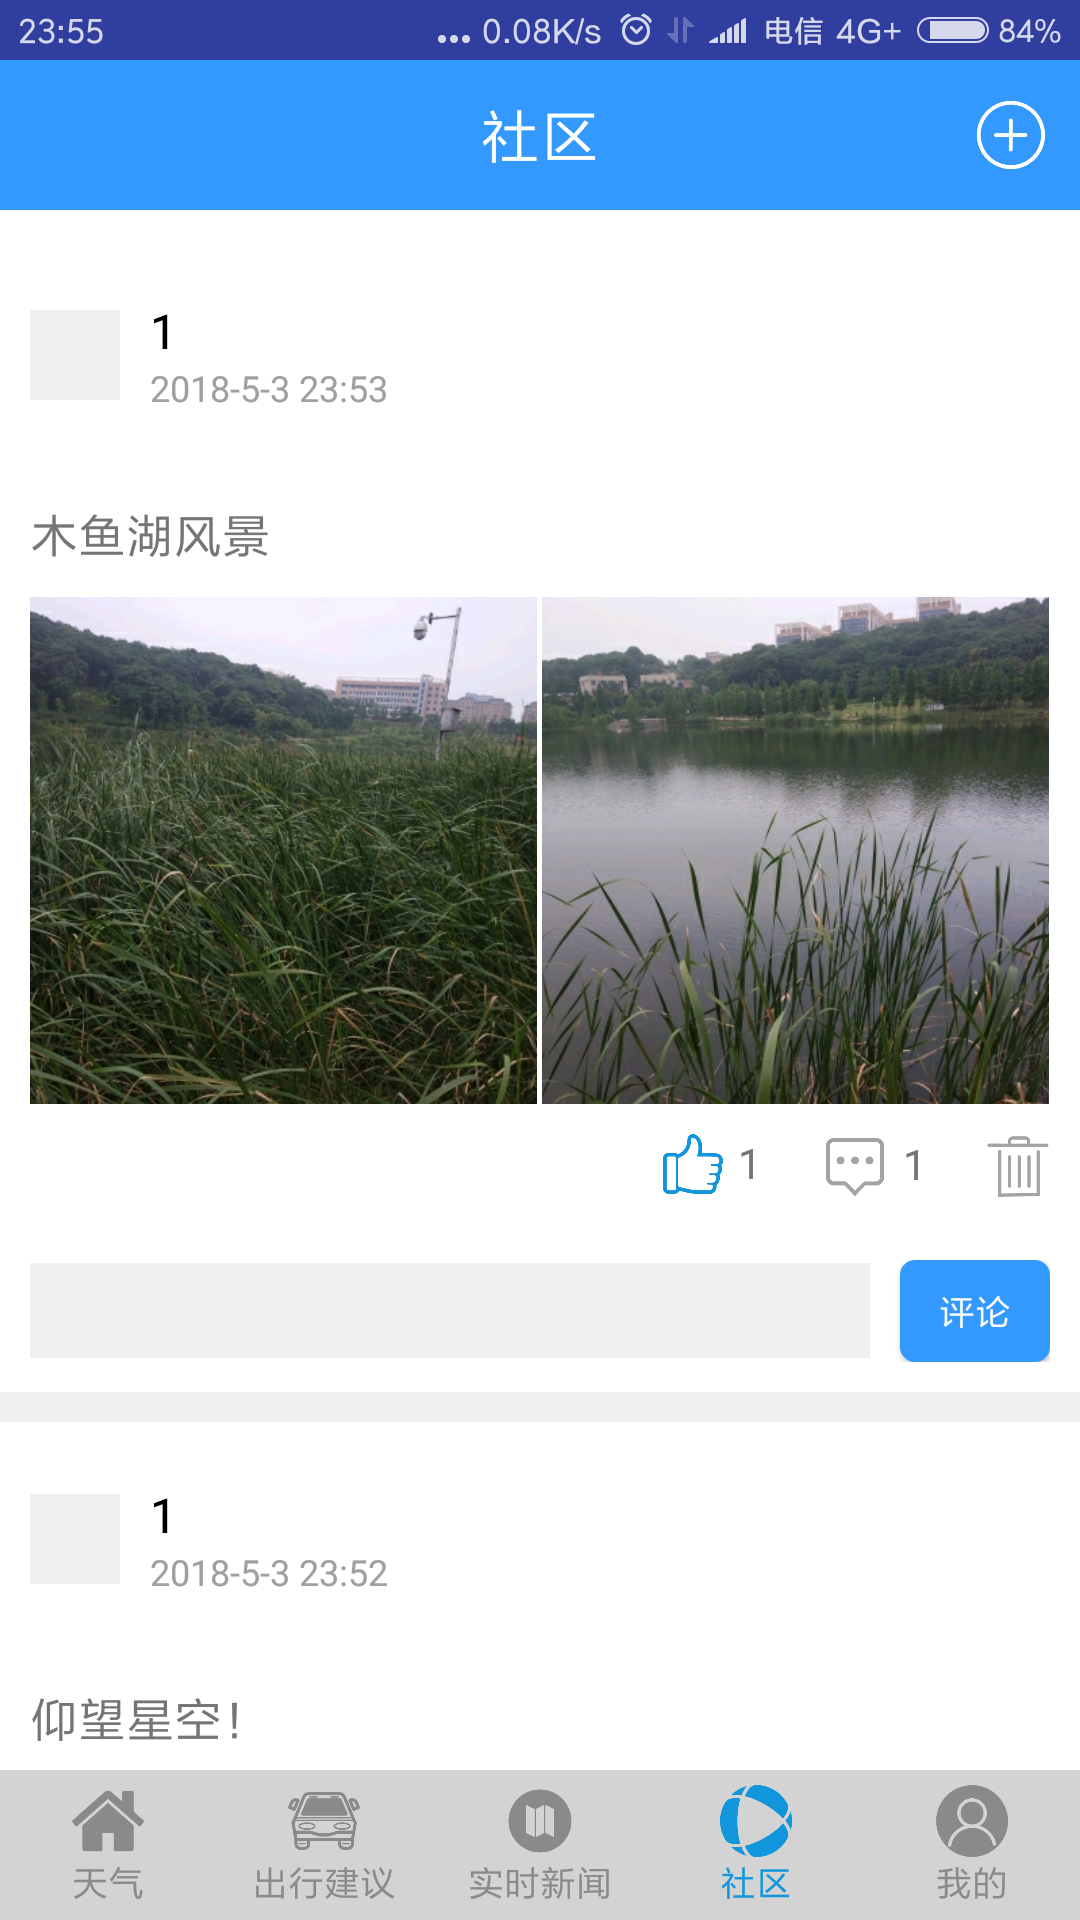 23:55 ... 0.08K/s 电信 4G+ 84%
社区
1
2018-5-3 23:53
木鱼湖风景
1 1
评论
1
2018-5-3 23:52
仰望星空！
天气 出行建议 实时新闻 社区 我的